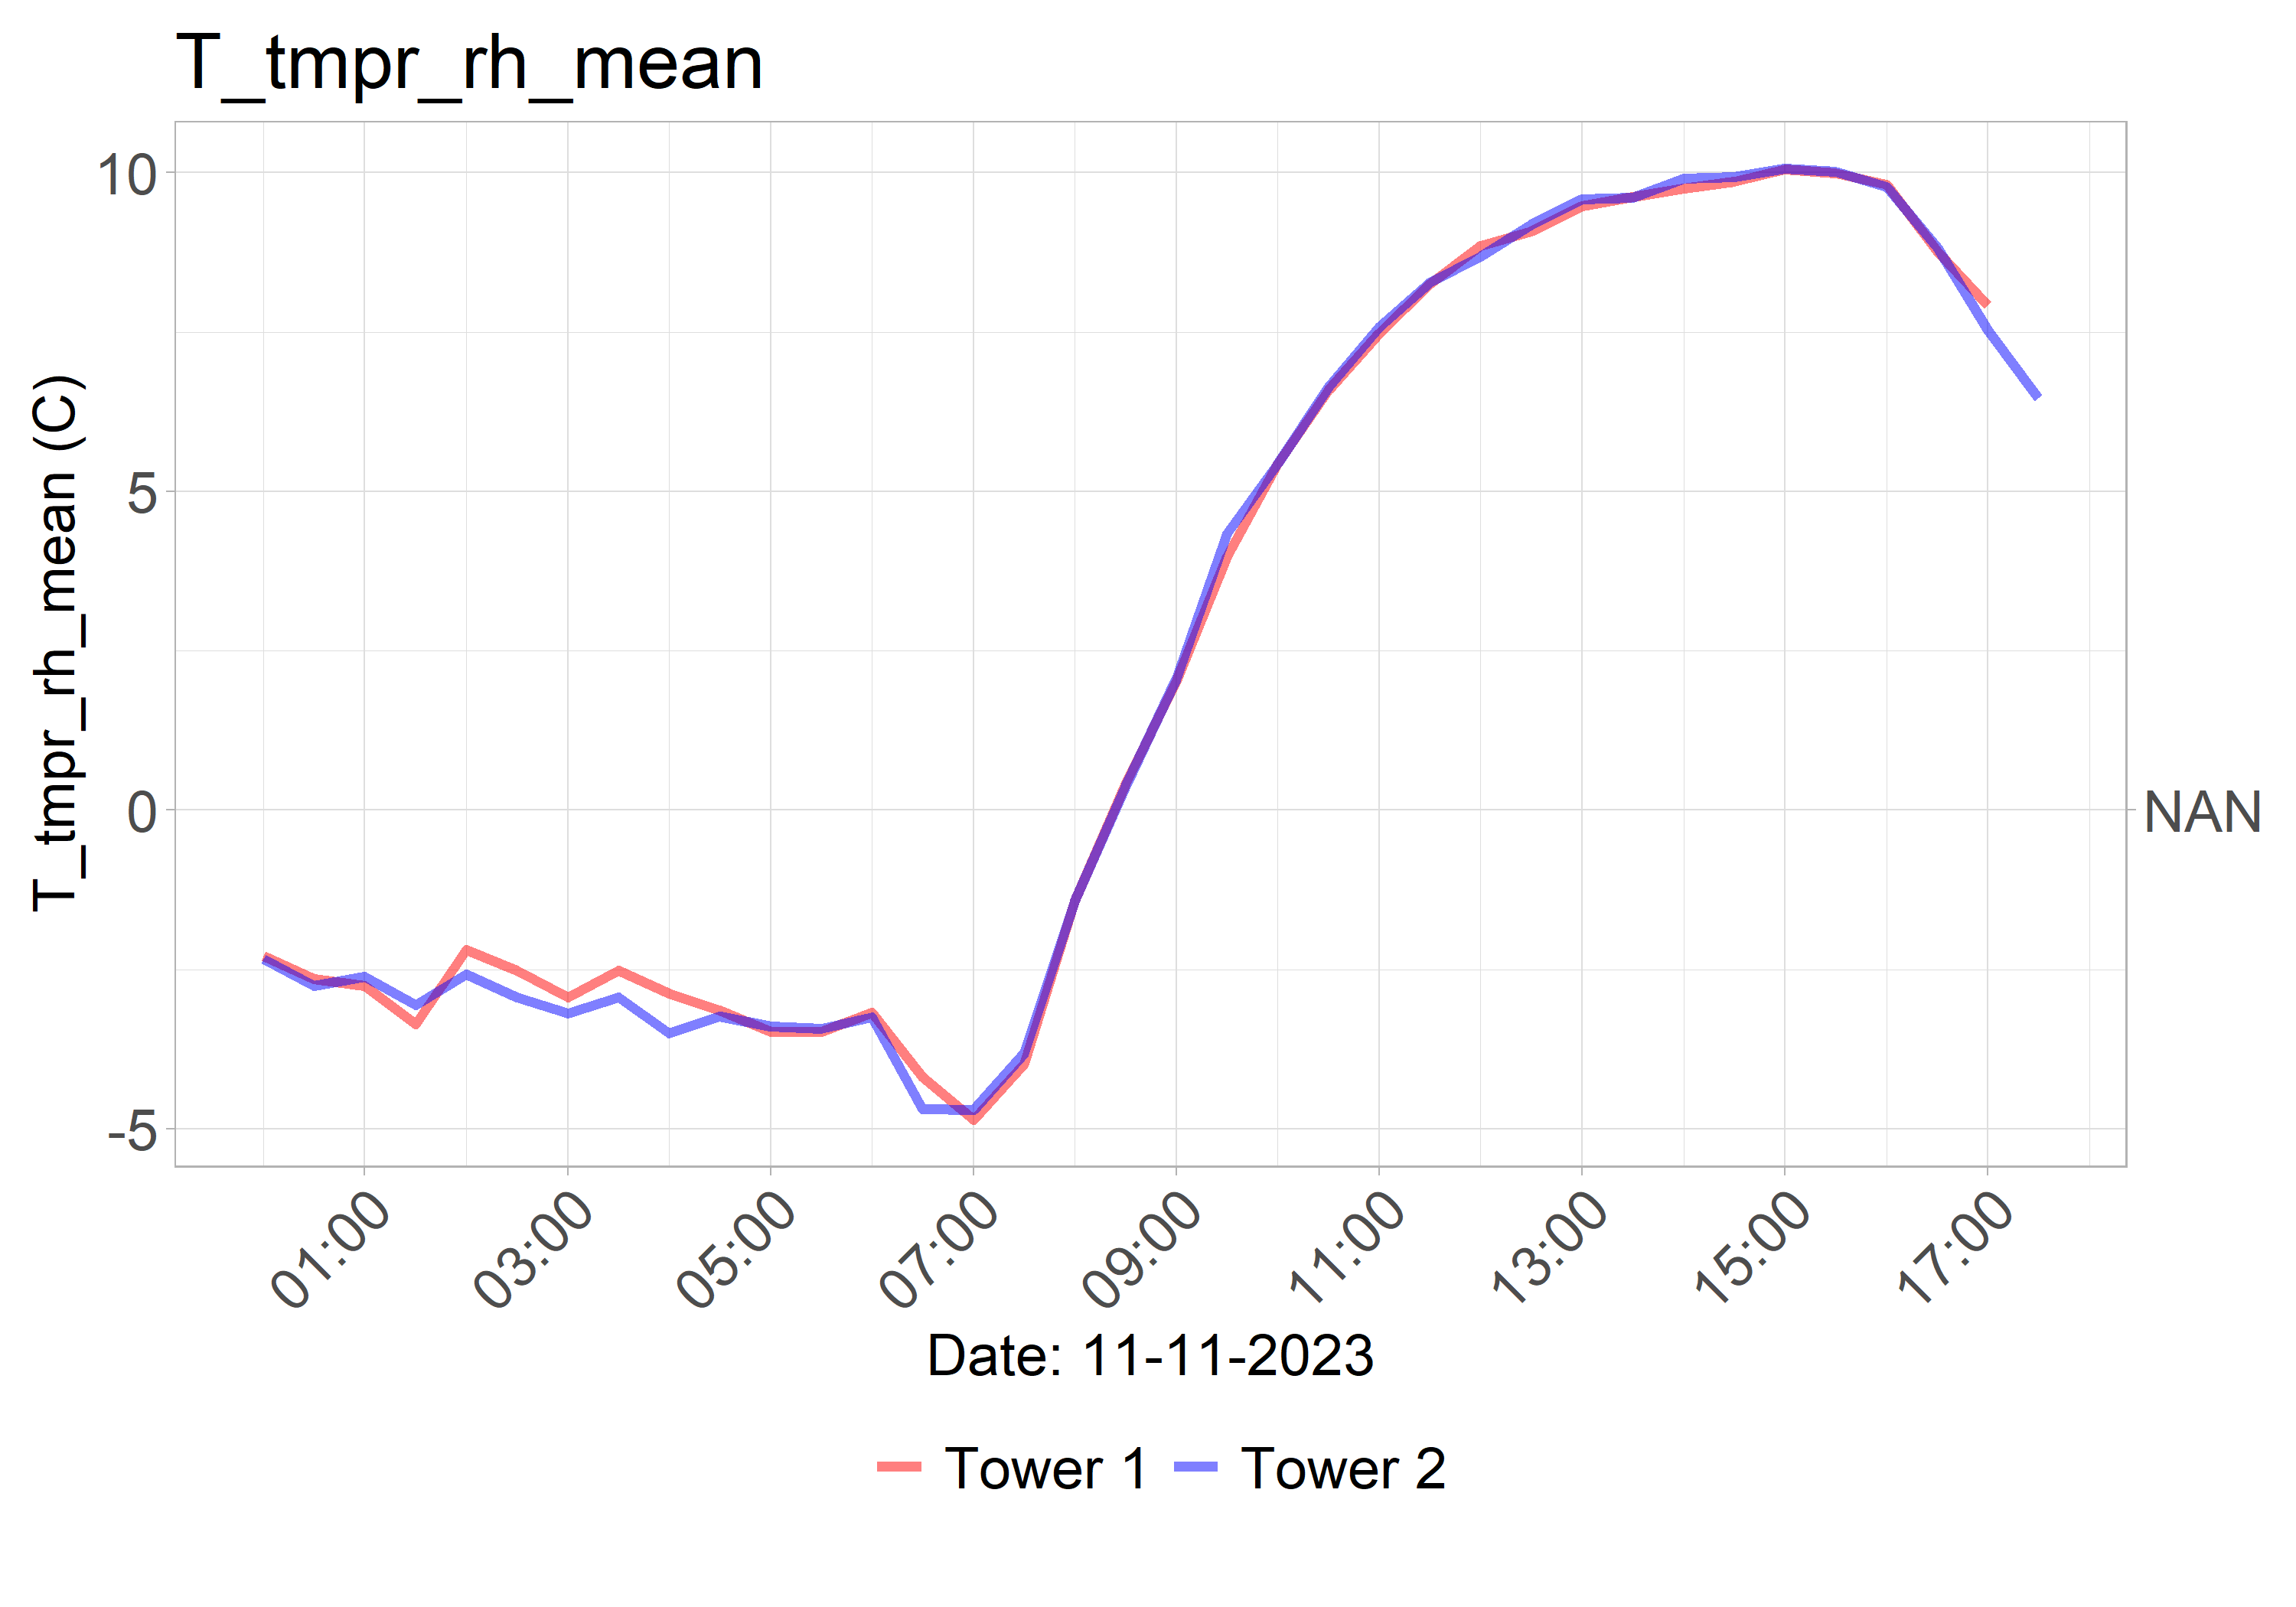 T_tmpr_rh_mean
T_tmpr_rh_mean (C)
10
5
0
-5
NAN
01:00
03:00
05:00
07:00
09:00
11:00
13:00
15:00
17:00
Date: 11-11-2023
Tower 1 Tower 2